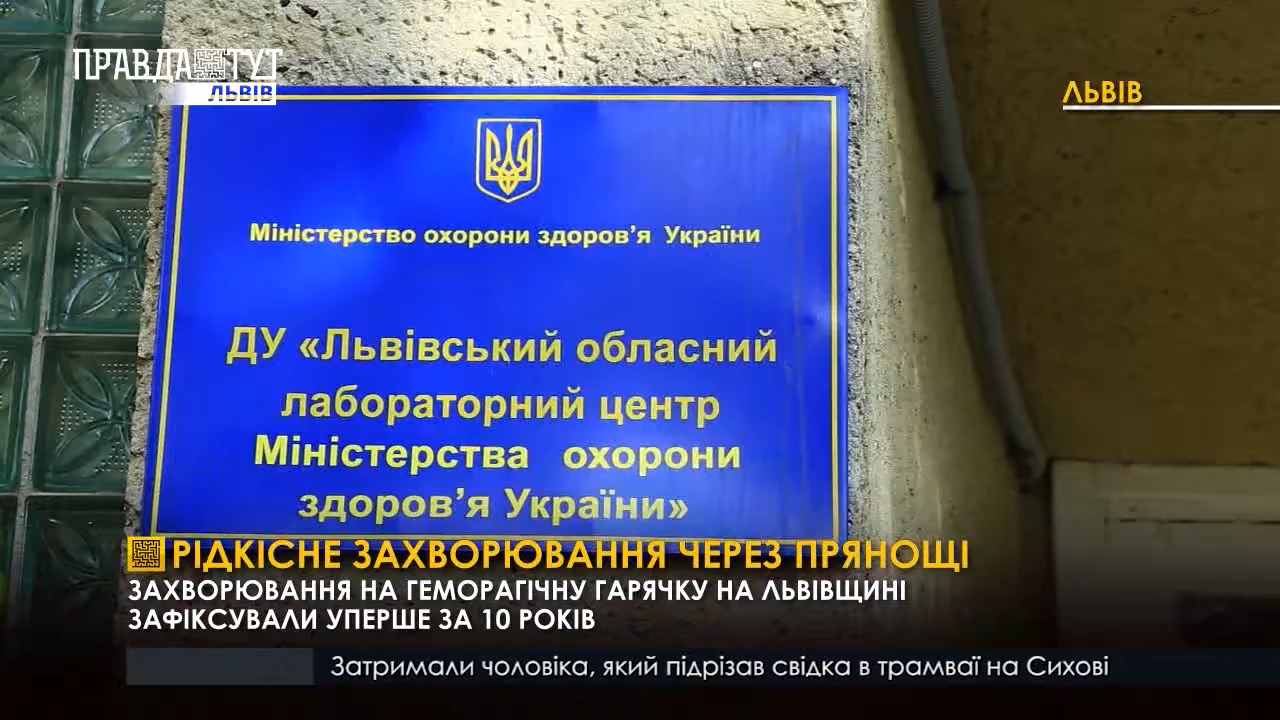 ПРАВДА ТУТ
ЛЬВІВ
ЛЬВІВ
Міністерство охорони здоров’я України
ДУ «Львівський обласний
лабораторний центр
Міністерства охорони
здоров’я України»
РІДКІСНЕ ЗАХВОРЮВАННЯ ЧЕРЕЗ ПРЯНОЩІ
ЗАХВОРЮВАННЯ НА ГЕМОРАГІЧНУ ГАРЯЧКУ НА ЛЬВІВЩИНІ
ЗАФІКСУВАЛИ УПЕРШЕ ЗА 10 РОКІВ
Затримали чоловіка, який підрізав свідка в трамваї на Сихові